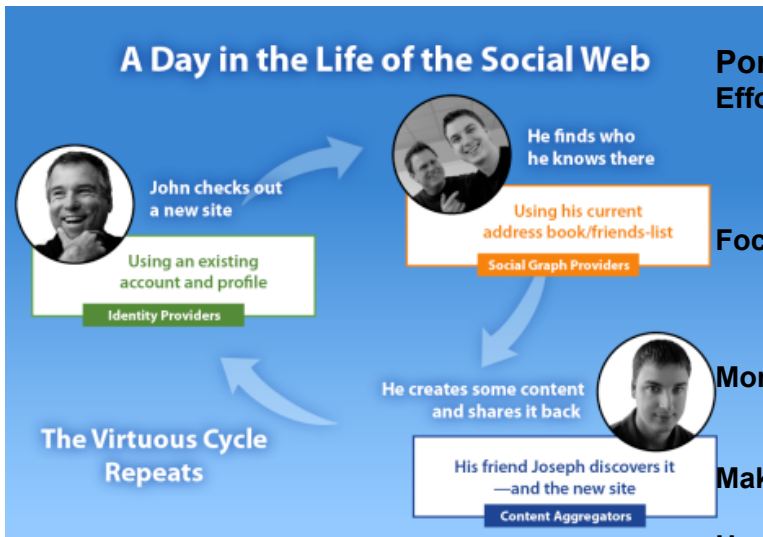 A Day in the Life of the Social Web
John checks out
a new site
Using an existing
account and profile
Identity Providers
He finds who
he knows there
Using his current
address book/friends-list
Social Graph Providers
He creates some content
and shares it back
His friend Joseph discovers it
—and the new site
Content Aggregators
The Virtuous Cycle
Repeats